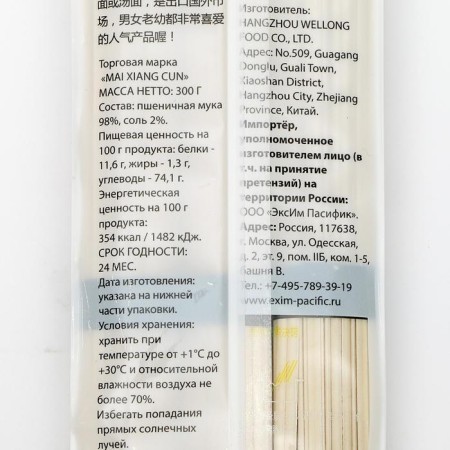 面或汤面，是出口国外市
场，男女老幼都非常喜爱
的人气产品喔！
Торговая марка
«MAI XIANG CUN»
МАССА НЕТТО: 300 Г
Состав: пшеничная мука
98%, соль 2%.
Пищевая ценность на
100 г продукта: белки -
11,6 г, жиры - 1,3 г,
углеводы - 74,1 г.
Энергетическая
ценность на 100 г
продукта:
354 ккал / 1482 кДж.
СРОК ГОДНОСТИ:
24 МЕС.
Дата изготовления:
указана на нижней
части упаковки.
Условия хранения:
хранить при
температуре от +1°С до
+30°С и относительной
влажности воздуха не
более 70%.
Избегать попадания
прямых солнечных
лучей.
Изготовитель:
HANGZHOU WELLONG
FOOD CO., LTD.
Адрес: No.509, Guagang
Donglu, Guali Town,
Xiaoshan District,
Hangzhou City, Zhejiang
Province, Китай.
Импортёр,
уполномоченное
изготовителем лицо (в
т.ч. на принятие
претензий) на
территории России:
ООО «ЭксИм Пасифик».
Адрес: Россия, 117638,
г. Москва, ул. Одесская,
д. 2, эт. 9, пом. IIБ, ком. 1-5,
башня В.
Тел.: +7-495-789-39-19
www.exim-pacific.ru